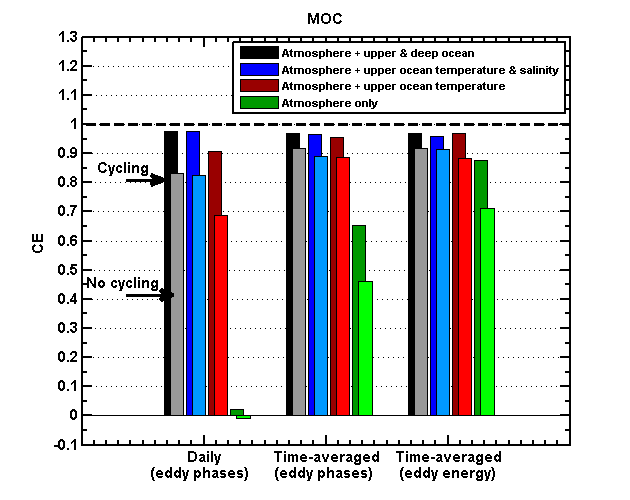 MOC
1.3
1.2
1.1
1
0.9
0.8
0.7
0.6
0.5
0.4
0.3
0.2
0.1
0
-0.1
CE
Atmosphere + upper & deep ocean
Atmosphere + upper ocean temperature & salinity
Atmosphere + upper ocean temperature
Atmosphere only
Cycling
No cycling
Daily
(eddy phases)
Time-averaged
(eddy phases)
Time-averaged
(eddy energy)